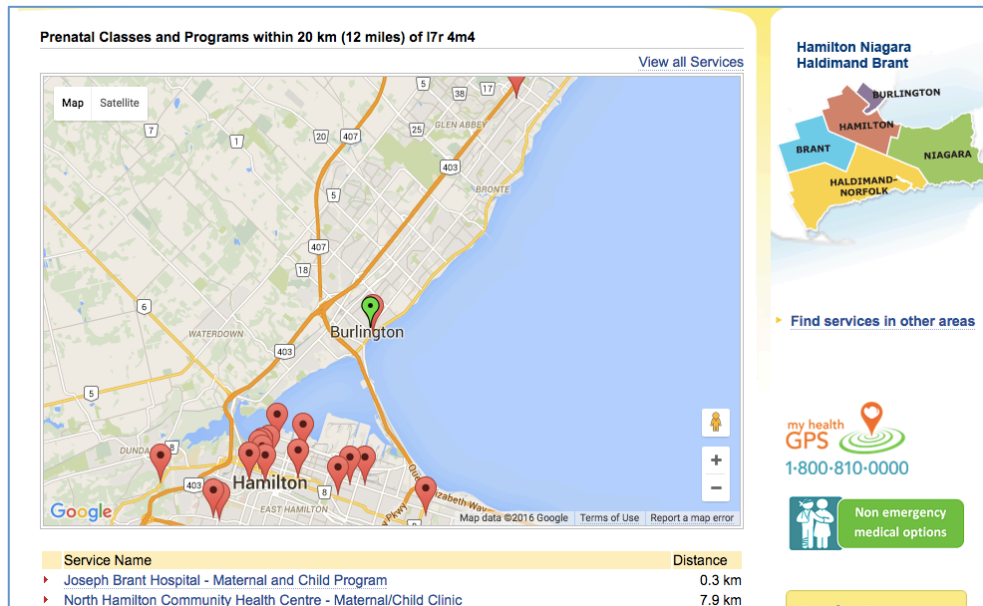 Prenatal Classes and Programs within 20 km (12 miles) of l7r 4m4
View all Services
Map Satellite
5
38
17
GLEN ABBEY
7
1
20
407
25
403
BRONTE
5
407
18
6
Burlington
WATERDOWN
403
5
DUNDA
8
403
Hamilton
8
EAST HAMILTON
Elizabeth Way
Pkwy
+
−
Google
Map data ©2016 Google Terms of Use Report a map error
Service Name Distance
Joseph Brant Hospital - Maternal and Child Program 0.3 km
North Hamilton Community Health Centre - Maternal/Child Clinic 7.9 km
Hamilton Niagara
Haldimand Brant
BURLINGTON
HAMILTON
BRANT
NIAGARA
HALDIMAND-
NORFOLK
Find services in other areas
my health
GPS
1·800·810·0000
Non emergency
medical options